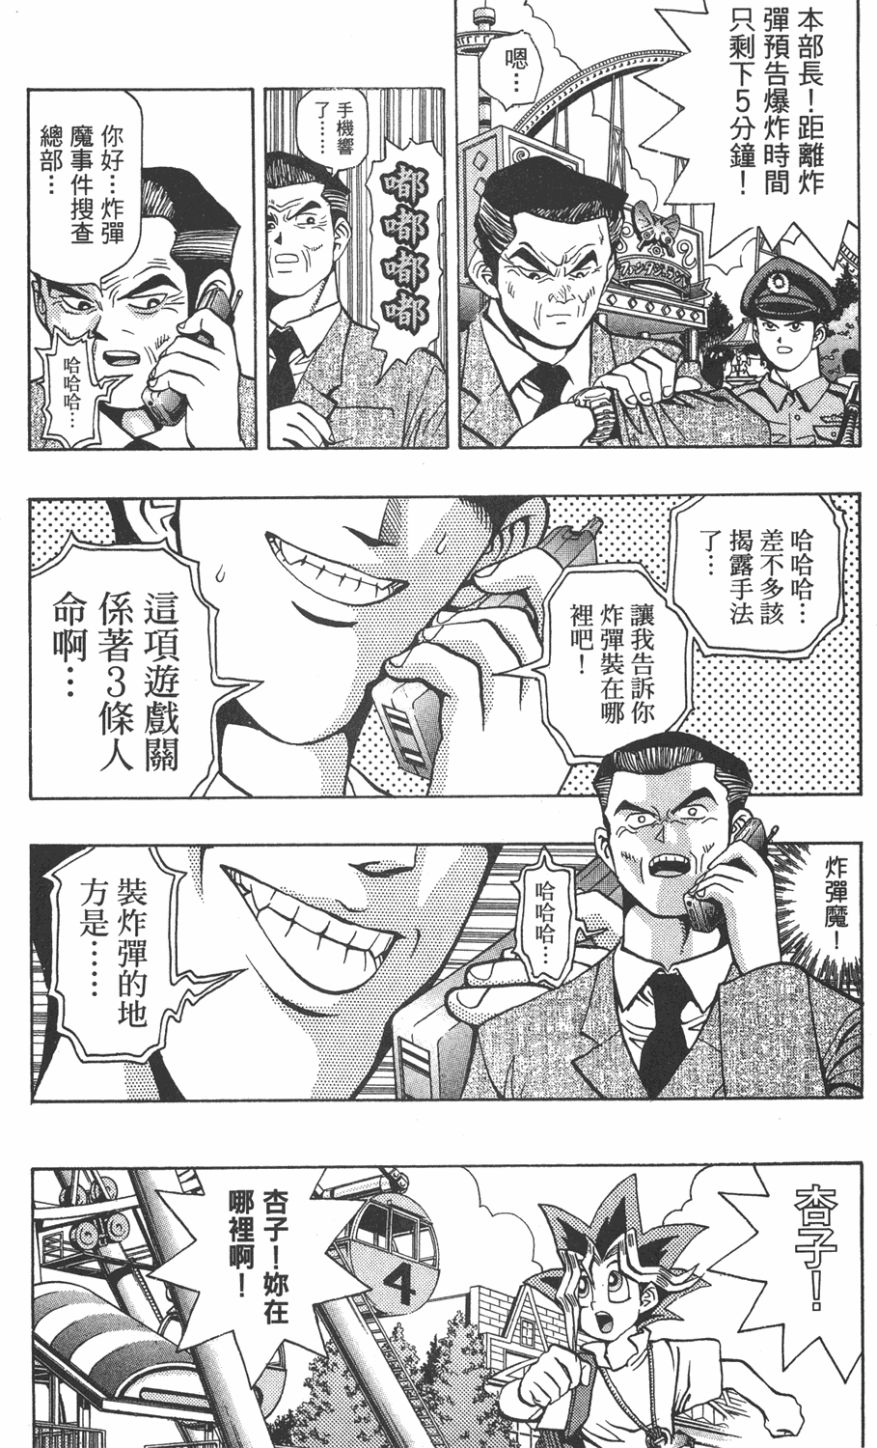 本部長！距離炸
彈預告爆炸時間
只剩下5分鐘！
嗯…
手機響
了……
嘟嘟嘟嘟
你好…炸彈
魔事件搜查
總部…
哈哈哈…
哈哈哈…
差不多該
揭露手法
了…
讓我告訴你
炸彈裝在哪
裡吧！
這項遊戲關
係著3條人
命啊…
炸彈魔！
哈哈哈…
裝炸彈的地
方是……
杏子！
杏子！妳在
哪裡啊！
4